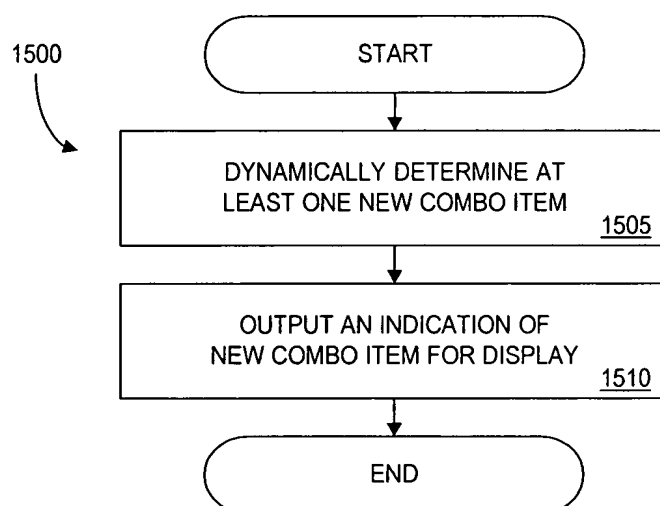 1500
START
DYNAMICALLY DETERMINE AT
LEAST ONE NEW COMBO ITEM
1505
OUTPUT AN INDICATION OF
NEW COMBO ITEM FOR DISPLAY
1510
END